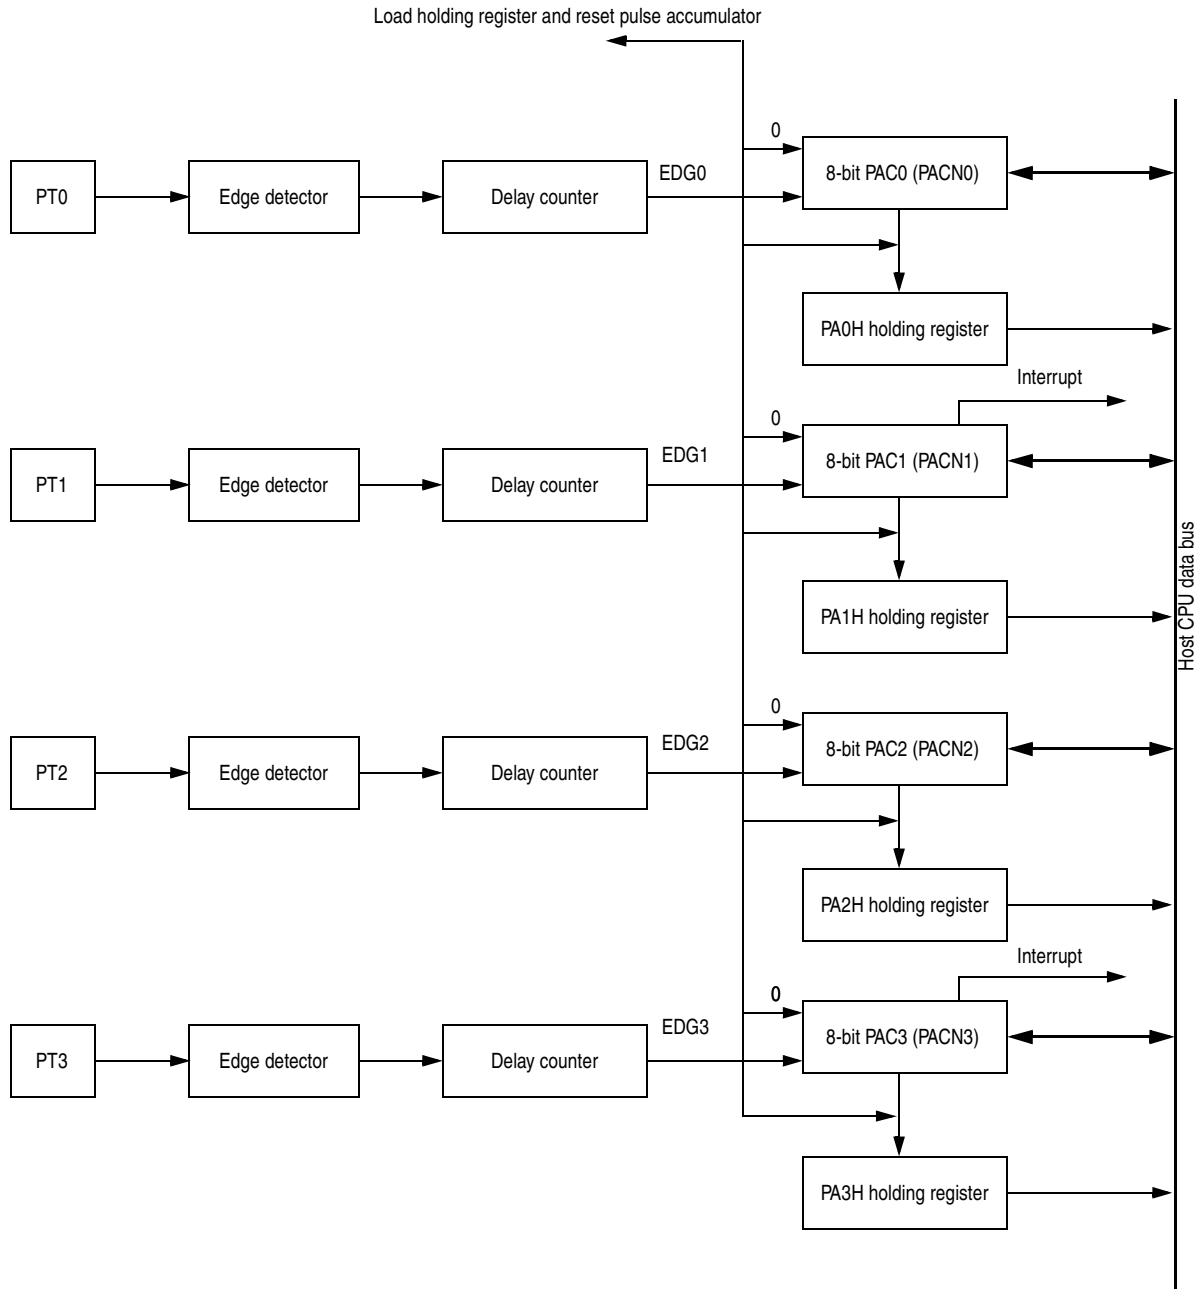 Load holding register and reset pulse accumulator
0
8-bit PAC0 (PACN0)
EDG0
PT0
Edge detector
Delay counter
PA0H holding register
Interrupt
0
8-bit PAC1 (PACN1)
EDG1
PT1
Edge detector
Delay counter
PA1H holding register
Host CPU data bus
0
8-bit PAC2 (PACN2)
EDG2
PT2
Edge detector
Delay counter
PA2H holding register
Interrupt
0
8-bit PAC3 (PACN3)
EDG3
PT3
Edge detector
Delay counter
PA3H holding register